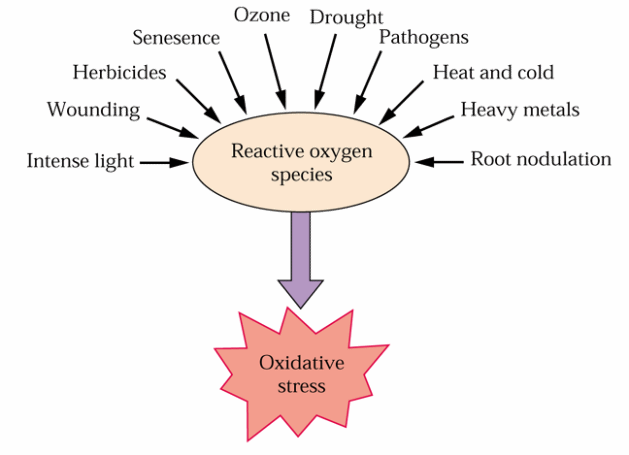 Ozone
Drought
Senesence
Pathogens
Herbicides
Heat and cold
Wounding
Heavy metals
Intense light
Reactive oxygen
species
Root nodulation
Oxidative
stress